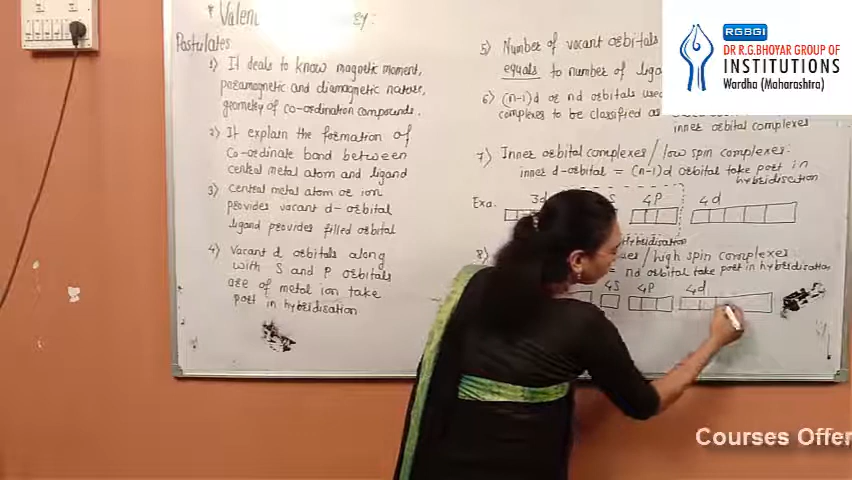 * Valen
Postulates
1) It deals to know magnetic moment,
paramagnetic and diamagnetic nature,
geometry of co-ordination compounds.
2) It explain the formation of
Co-ordinate bond between
central metal atom and ligand
3) central metal atom or ion
provides vacant d-orbital
ligand provides filled orbital
4) vacant d orbitals along
with S and P orbitals
are of metal ion take
part in hybridisation
5) Number of vacant orbitals
equals to number of liga
6) (n-1)d or nd orbitals used
complexes to be classified as
inner orbital complexes
7) Inner orbital complexes / low spin complexes:
inner d-orbital = (n-1)d orbital take part in
hybridisation
Exa. 3d S 4P 4d
hybridisation
8) xes / high spin complexes
= nd orbital take part in hybridisation
4S 4P 4d
RGBGI
DR R.G.BHOYAR GROUP OF
INSTITUTIONS
Wardha (Maharashtra)
Courses Offer